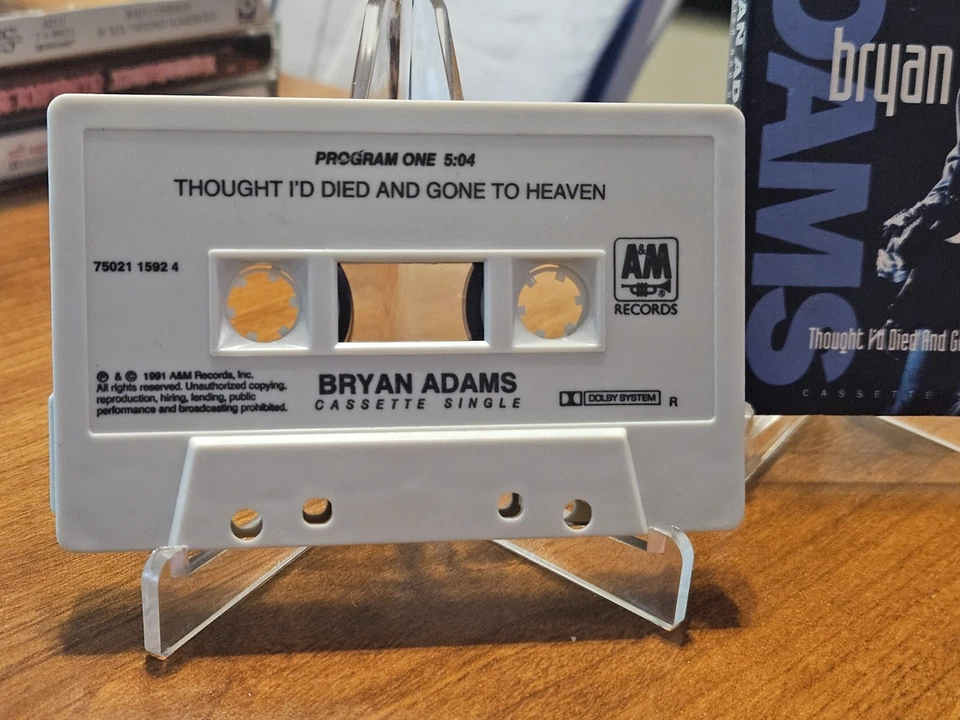 PROGRAM ONE 5:04
THOUGHT I'D DIED AND GONE TO HEAVEN
75021 1592 4
A&M
®
RECORDS
℗ & © 1991 A&M Records, Inc.
All rights reserved. Unauthorized copying,
reproduction, hiring, lending, public
performance and broadcasting prohibited.
BRYAN ADAMS
CASSETTE SINGLE
DOLBY SYSTEM R
bryan
ADAMS
Thought I'd Died And G
CASSETTE